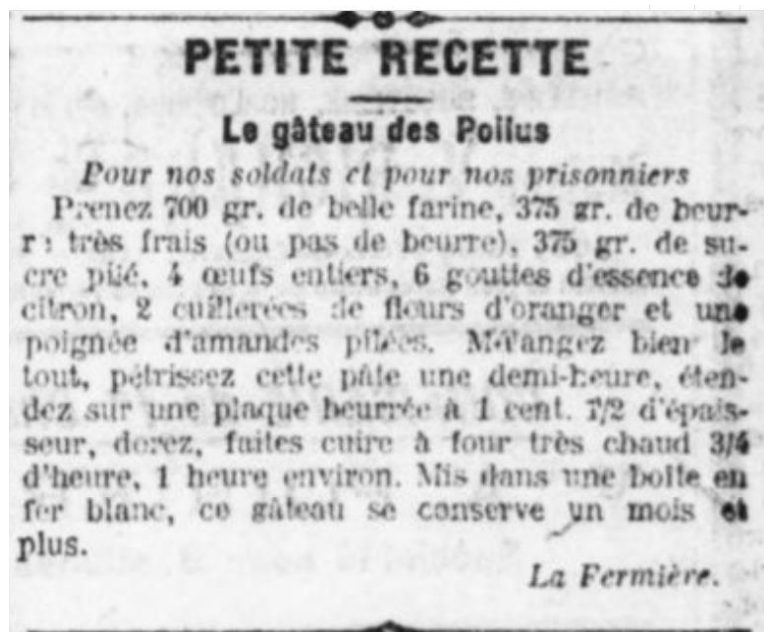 PETITE RECETTE
Le gâteau des Poilus
Pour nos soldats et pour nos prisonniers
Prenez 700 gr. de belle farine, 375 gr. de beur-
re très frais (ou pas de beurre), 375 gr. de su-
cre pilé, 4 œufs entiers, 6 gouttes d'essence de
citron, 2 cuillerées de fleurs d'oranger et une
poignée d'amandes pilées. Mélangez bien le
tout, pétrissez cette pâte une demi-heure, éten-
dez sur une plaque beurrée à 1 cent. 1/2 d'épais-
seur, dorez, faites cuire à four très chaud 3/4
d'heure, 1 heure environ. Mis dans une boîte en
fer blanc, ce gâteau se conserve un mois et
plus.
La Fermière.